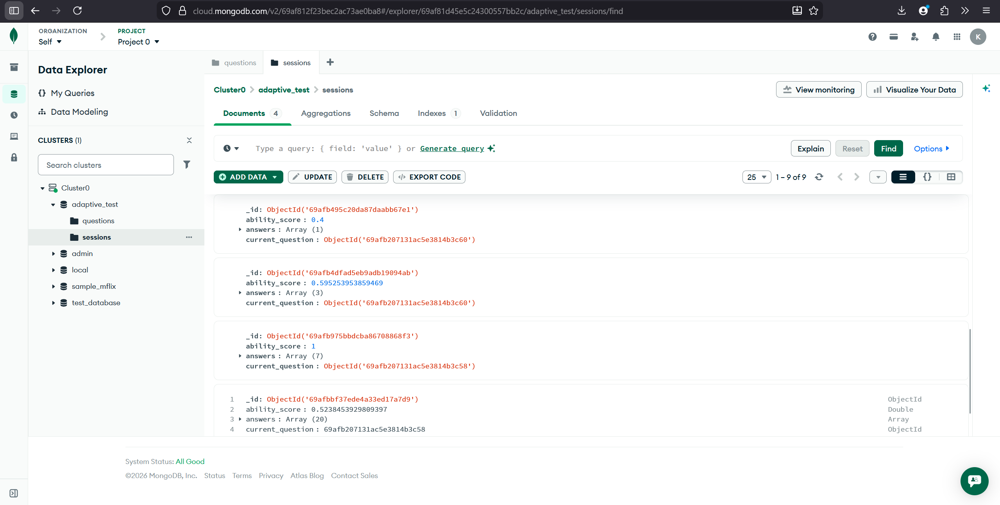 cloud.mongodb.com/v2/69af812f23bec2ac73ae0ba8#/explorer/69af81d45e5c24300557bb2c/adaptive_test/sessions/find
ORGANIZATION
Self
PROJECT
Project 0
K
Data Explorer
{} My Queries
Data Modeling
CLUSTERS (1)
Search clusters
Cluster0
adaptive_test
questions
sessions
admin
local
sample_mflix
test_database
questions
sessions
Cluster0 > adaptive_test > sessions
View monitoring
Visualize Your Data
Documents 4
Aggregations
Schema
Indexes 1
Validation
Type a query: { field: 'value' } or Generate query
Explain
Reset
Find
Options
ADD DATA
UPDATE
DELETE
EXPORT CODE
25
1 – 9 of 9
_id: ObjectId('69afb495c20da87daabb67e1')
ability_score : 0.4
answers : Array (1)
current_question : ObjectId('69afb207131ac5e3814b3c60')
_id: ObjectId('69afb4dfad5eb9adb19094ab')
ability_score : 0.595253953859469
answers : Array (3)
current_question : ObjectId('69afb207131ac5e3814b3c60')
_id: ObjectId('69afb975bbdcba86708868f3')
ability_score : 1
answers : Array (7)
current_question : ObjectId('69afb207131ac5e3814b3c58')
1 _id: ObjectId('69afbbf37ede4a33ed17a7d9') ObjectId
2 ability_score : 0.5238453929809397 Double
3 answers : Array (20) Array
4 current_question : 69afb207131ac5e3814b3c58 ObjectId
System Status: All Good
©2026 MongoDB, Inc. Status Terms Privacy Atlas Blog Contact Sales